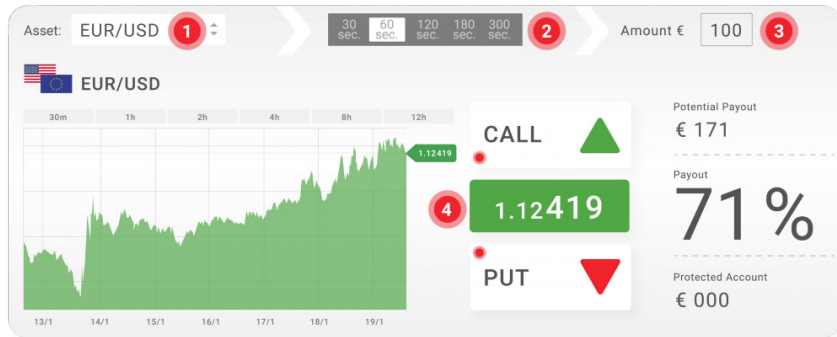 Asset: EUR/USD 1
30 sec. 60 sec. 120 sec. 180 sec. 300 sec. 2
Amount € 100 3
EUR/USD
30m 1h 2h 4h 8h 12h
1.12419
13/1 14/1 15/1 16/1 17/1 18/1 19/1
CALL
4 1.12419
PUT
Potential Payout
€ 171
Payout
71%
Protected Account
€ 000